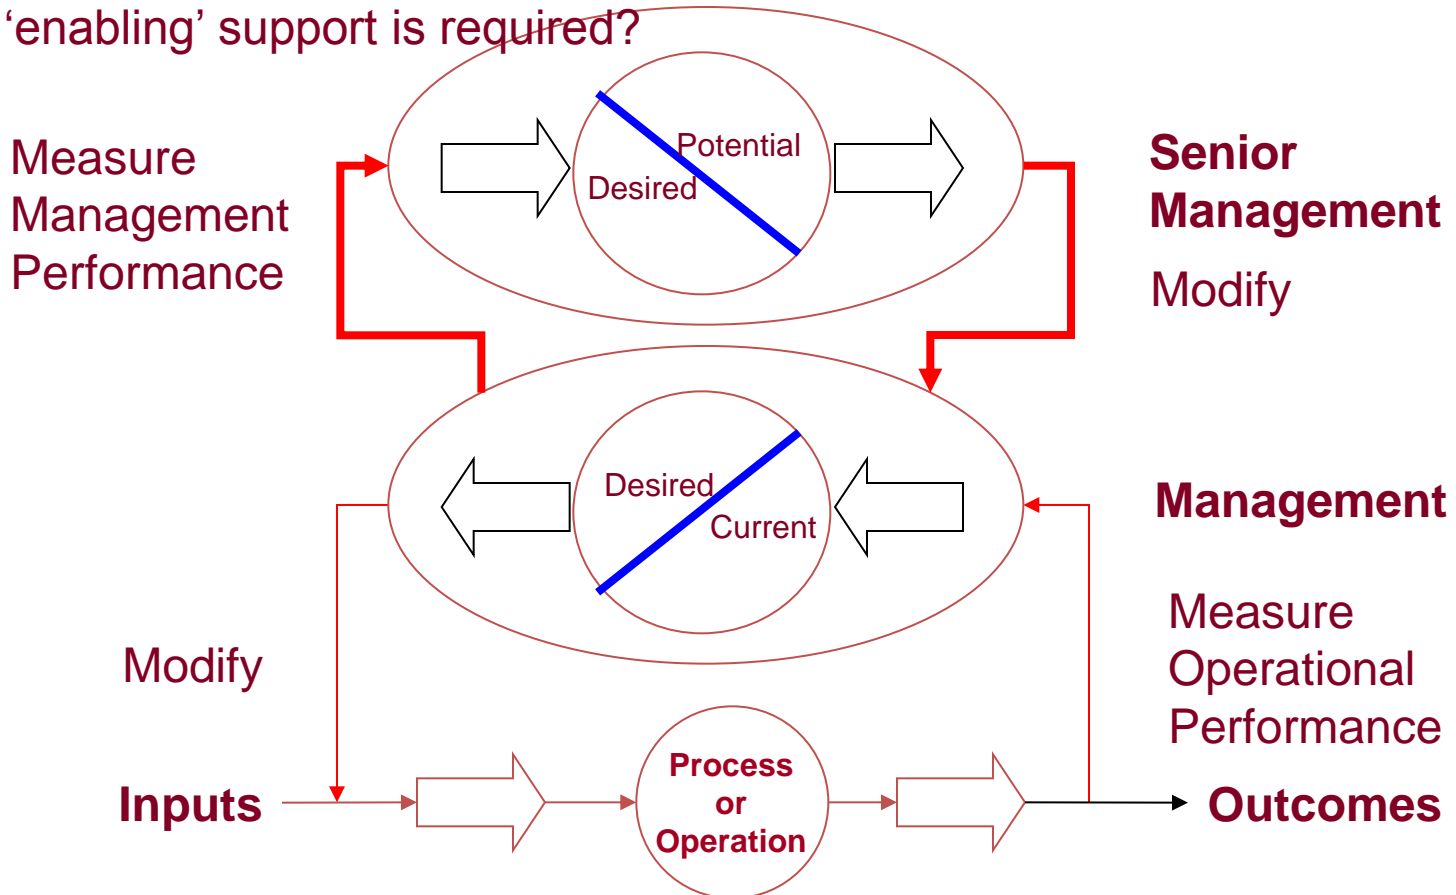 ‘enabling’ support is required?
Measure
Management
Performance
Potential
Desired
Senior
Management
Modify
Desired
Current
Management
Modify
Measure
Operational
Performance
Inputs
Process
or
Operation
Outcomes